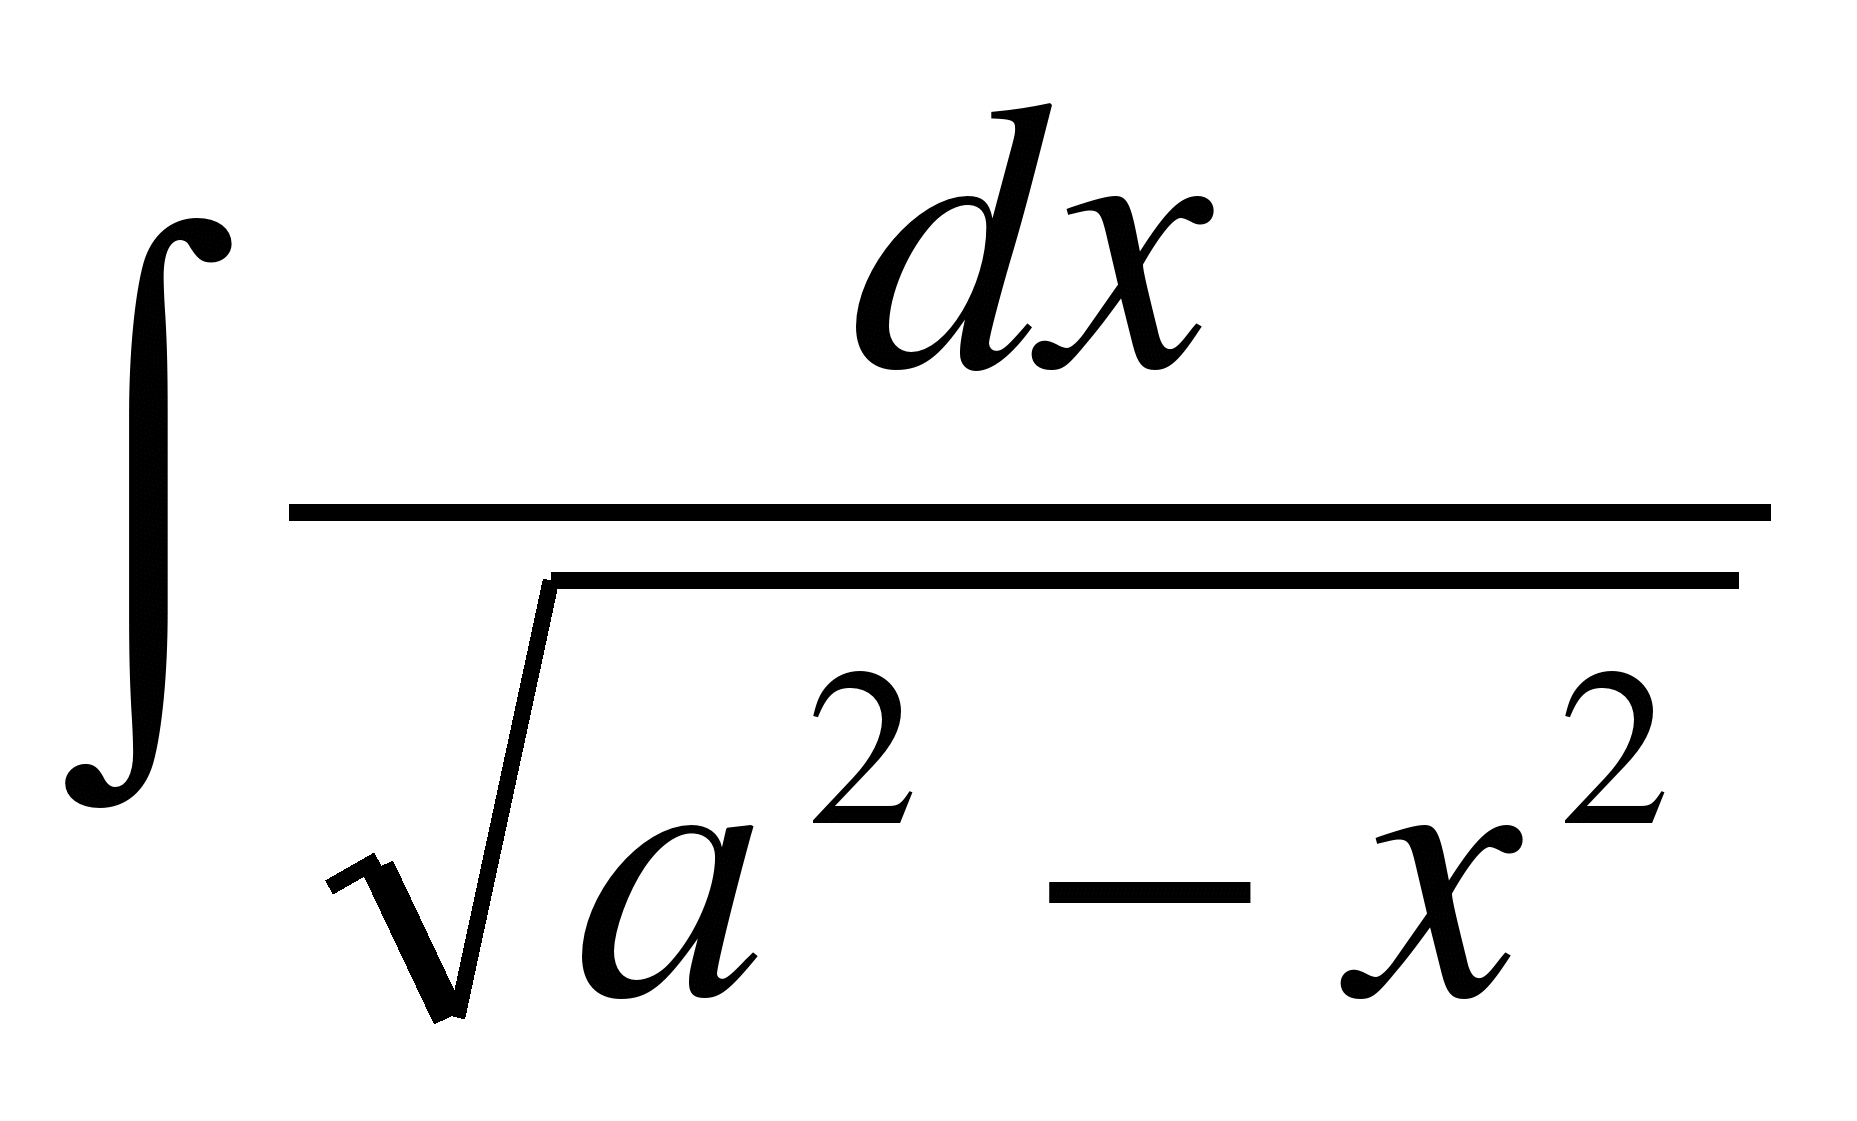 ∫ dx / √(a² − x²)